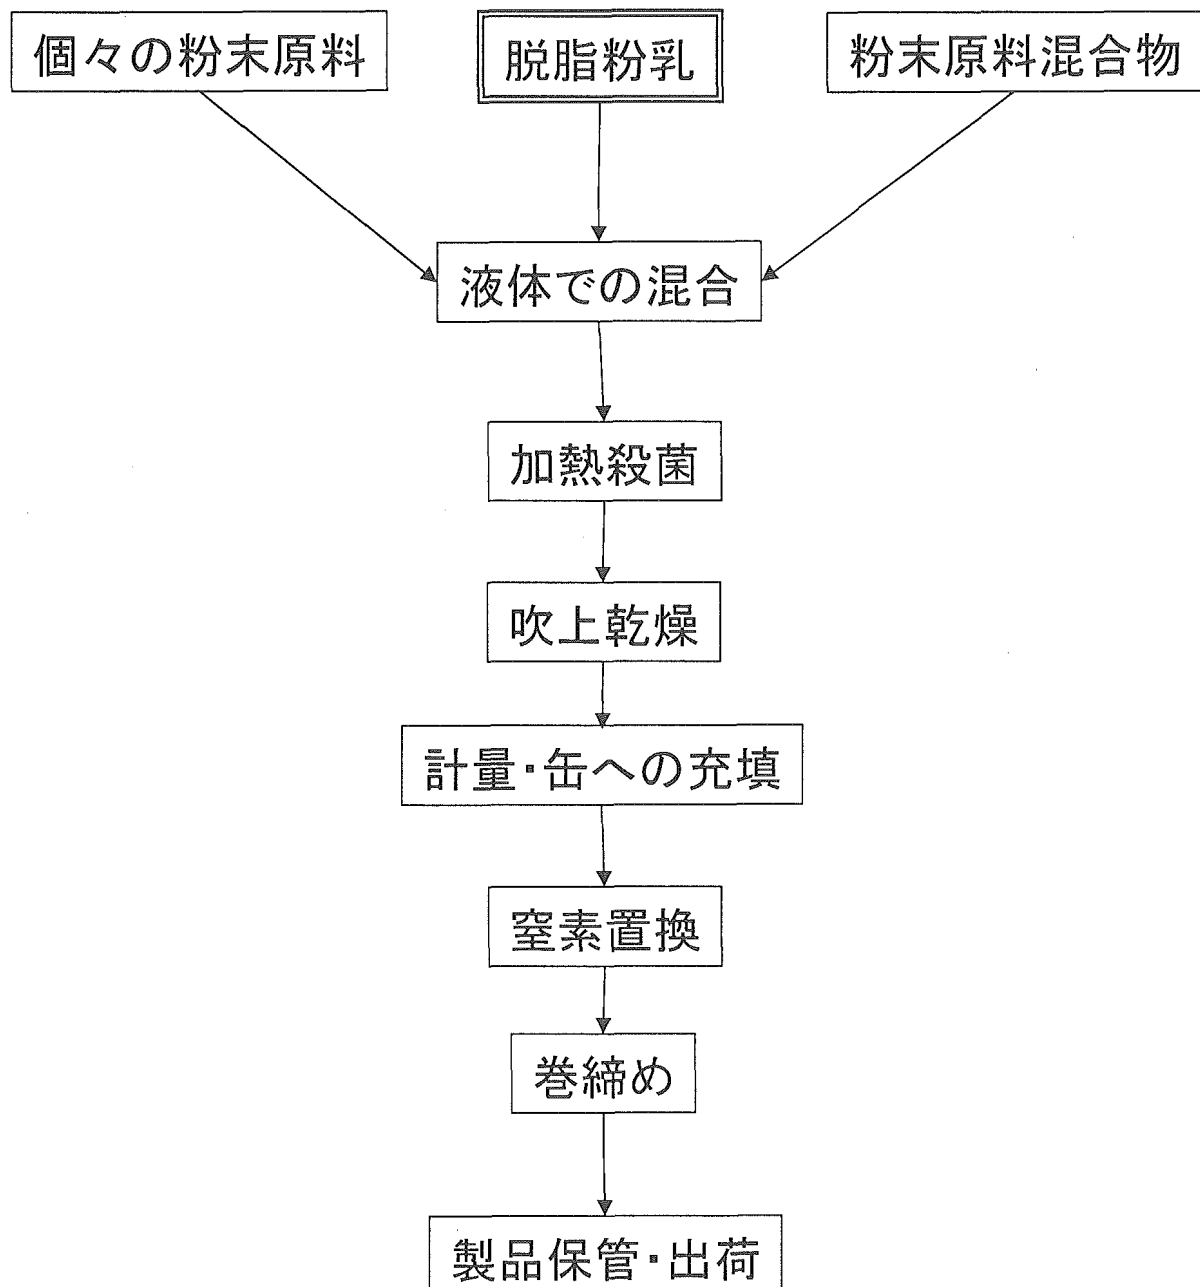 個々の粉末原料
脱脂粉乳
粉末原料混合物
液体での混合
加熱殺菌
吹上乾燥
計量・缶への充填
窒素置換
巻締め
製品保管・出荷